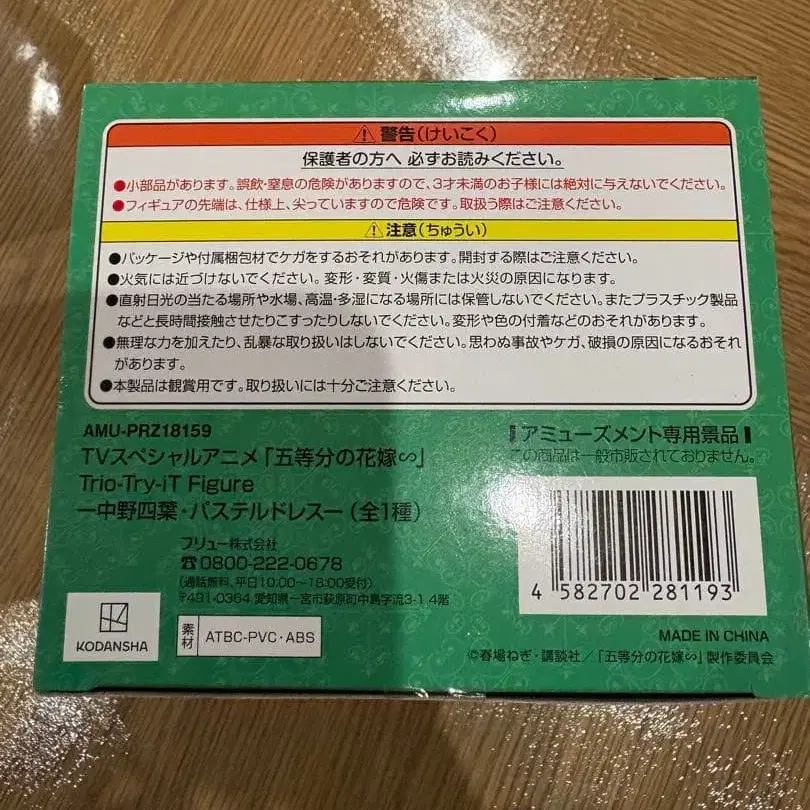 ⚠警告(けいこく)
保護者の方へ 必ずお読みください。
●小部品があります。誤飲・窒息の危険がありますので、3才未満のお子様には絶対に与えないでください。
●フィギュアの先端は、仕様上、尖っていますので危険です。取扱う際はご注意ください。
⚠注意(ちゅうい)
●パッケージや付属梱包材でケガをするおそれがあります。開封する際はご注意ください。
●火気には近づけないでください。変形・変質・火傷または火災の原因になります。
●直射日光の当たる場所や水場、高温・多湿になる場所には保管しないでください。またプラスチック製品
などと長時間接触させたりこすったりしないでください。変形や色の付着などのおそれがあります。
●無理な力を加えたり、乱暴な取り扱いはしないでください。思わぬ事故やケガ、破損の原因になるおそれ
があります。
●本製品は観賞用です。取り扱いには十分ご注意ください。
AMU-PRZ18159
TVスペシャルアニメ「五等分の花嫁∽」
Trio-Try-iT Figure
ー中野四葉・パステルドレスー(全1種)
アミューズメント専用景品
この商品は一般市販されておりません。
フリュー株式会社
☎0800-222-0678
(通話無料、平日10:00～16:00受付)
〒491-0364 愛知県一宮市萩原町中島字流3-1 4階
KODANSHA
素材 ATBC-PVC・ABS
4 582702 281193
MADE IN CHINA
©春場ねぎ・講談社/「五等分の花嫁∽」製作委員会